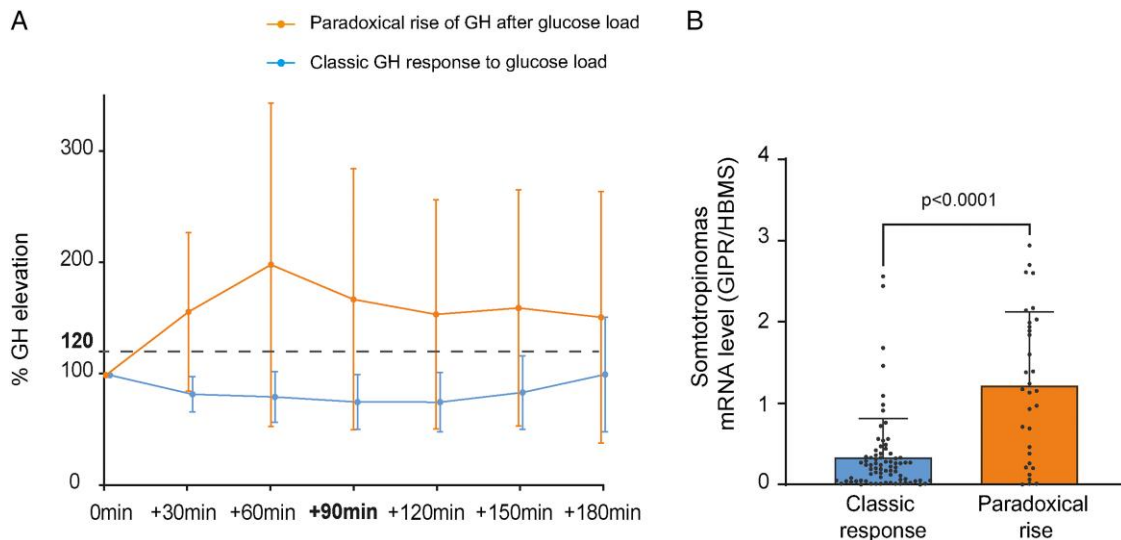 A
Paradoxical rise of GH after glucose load
Classic GH response to glucose load
% GH elevation
300
200
120
100
0
0min +30min +60min +90min +120min +150min +180min
B
Somtotropinomas
mRNA level (GIPR/HBMS)
4
3
2
1
0
p<0.0001
Classic
response
Paradoxical
rise